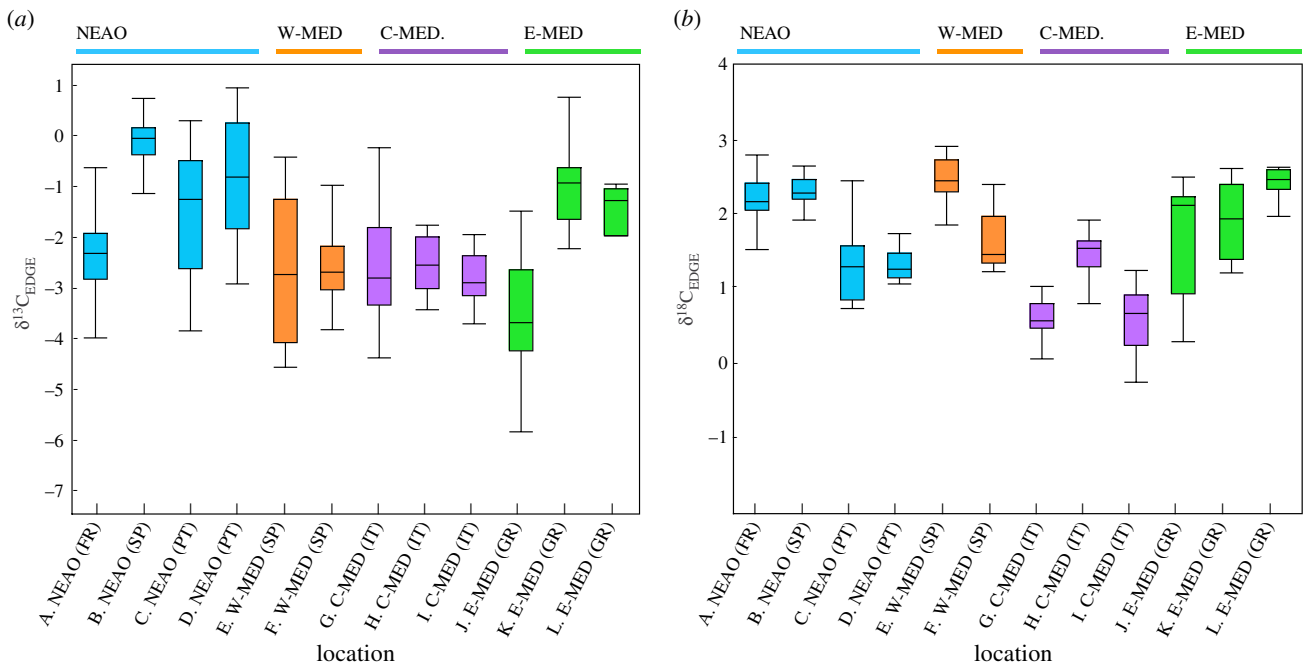 (a)
NEAO
W-MED
C-MED.
E-MED
1
0
−1
−2
−3
−4
−5
−6
−7
δ¹³C_EDGE
A. NEAO (FR)
B. NEAO (SP)
C. NEAO (PT)
D. NEAO (PT)
E. W-MED (SP)
F. W-MED (SP)
G. C-MED (IT)
H. C-MED (IT)
I. C-MED (IT)
J. E-MED (GR)
K. E-MED (GR)
L. E-MED (GR)
location
(b)
NEAO
W-MED
C-MED.
E-MED
4
3
2
1
0
−1
δ¹⁸C_EDGE
A. NEAO (FR)
B. NEAO (SP)
C. NEAO (PT)
D. NEAO (PT)
E. W-MED (SP)
F. W-MED (SP)
G. C-MED (IT)
H. C-MED (IT)
I. C-MED (IT)
J. E-MED (GR)
K. E-MED (GR)
L. E-MED (GR)
location